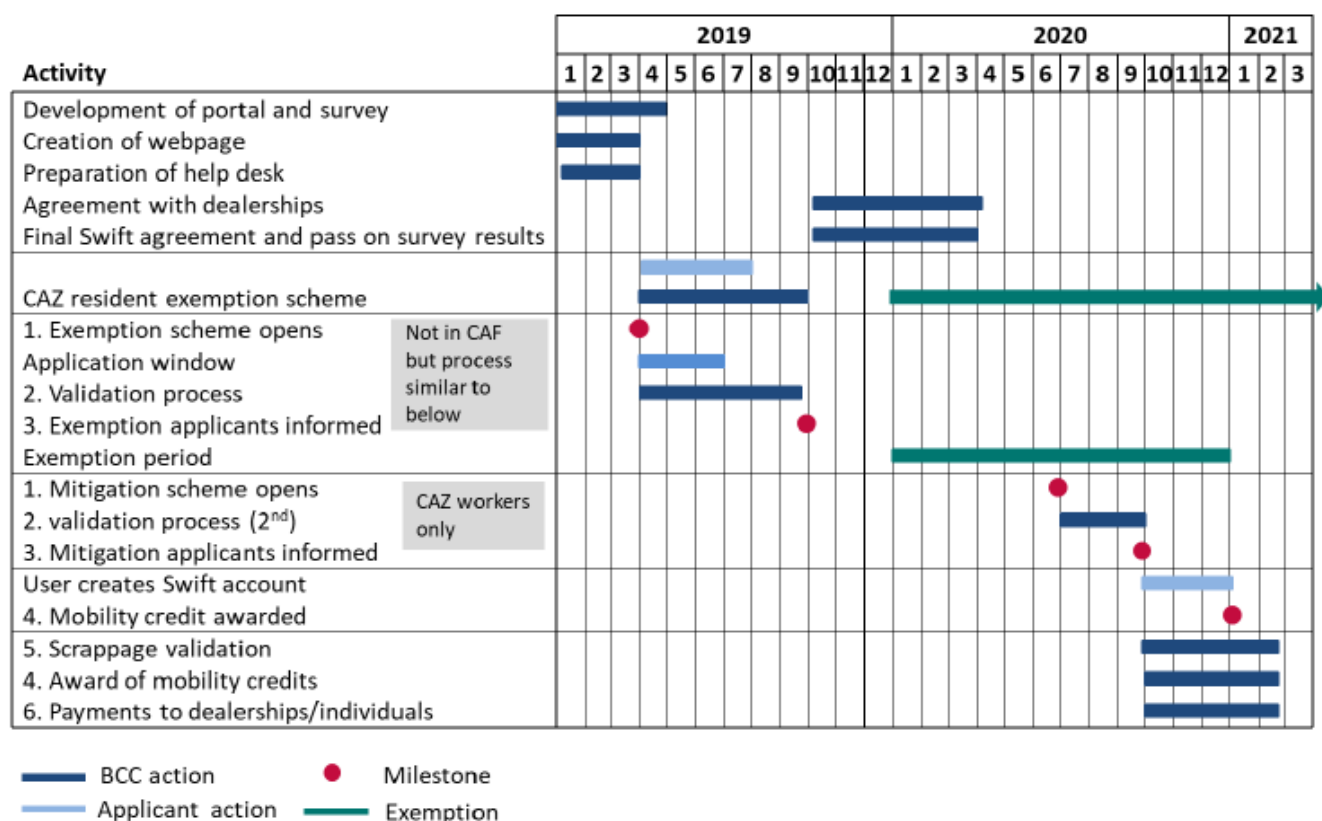 2019 2020 2021
Activity 1 2 3 4 5 6 7 8 9 10 11 12 1 2 3 4 5 6 7 8 9 10 11 12 1 2 3
Development of portal and survey
Creation of webpage
Preparation of help desk
Agreement with dealerships
Final Swift agreement and pass on survey results
CAZ resident exemption scheme
1. Exemption scheme opens
Application window
2. Validation process
3. Exemption applicants informed
Exemption period
Not in CAF
but process
similar to
below
1. Mitigation scheme opens
2. validation process (2nd)
3. Mitigation applicants informed
CAZ workers
only
User creates Swift account
4. Mobility credit awarded
5. Scrappage validation
4. Award of mobility credits
6. Payments to dealerships/individuals
BCC action Milestone
Applicant action Exemption